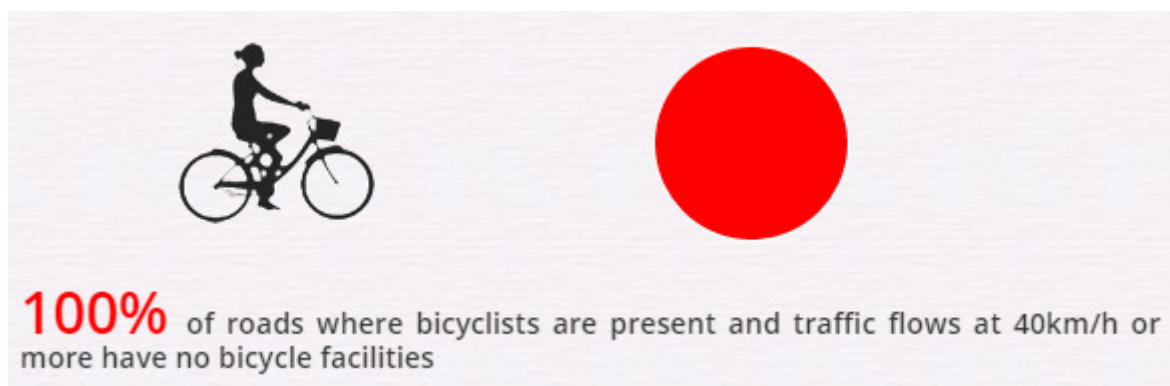 100% of roads where bicyclists are present and traffic flows at 40km/h or
more have no bicycle facilities